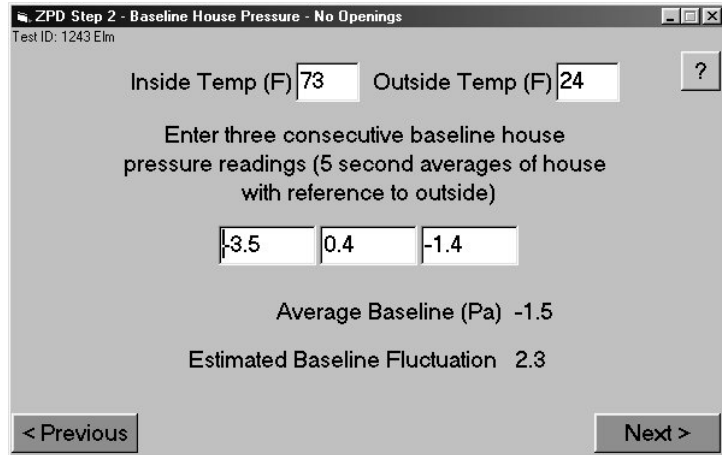 ZPD Step 2 - Baseline House Pressure - No Openings
Test ID: 1243 Elm
Inside Temp (F) 73 Outside Temp (F) 24 ?
Enter three consecutive baseline house
pressure readings (5 second averages of house
with reference to outside)
-3.5 0.4 -1.4
Average Baseline (Pa) -1.5
Estimated Baseline Fluctuation 2.3
< Previous Next >